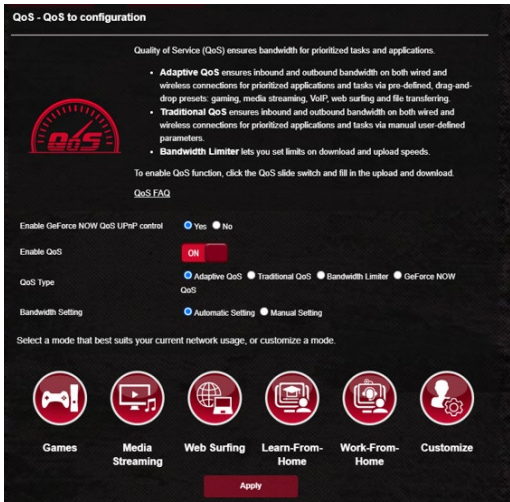 QoS - QoS to configuration
Quality of Service (QoS) ensures bandwidth for prioritized tasks and applications.
• Adaptive QoS ensures inbound and outbound bandwidth on both wired and
wireless connections for prioritized applications and tasks via pre-defined, drag-and-
drop presets: gaming, media streaming, VoIP, web surfing and file transferring.
• Traditional QoS ensures inbound and outbound bandwidth on both wired and
wireless connections for prioritized applications and tasks via manual user-defined
parameters.
• Bandwidth Limiter lets you set limits on download and upload speeds.
QoS
To enable QoS function, click the QoS slide switch and fill in the upload and download.
QoS FAQ
Enable GeForce NOW QoS UPnP control Yes No
Enable QoS ON
QoS Type Adaptive QoS Traditional QoS Bandwidth Limiter GeForce NOW
QoS
Bandwidth Setting Automatic Setting Manual Setting
Select a mode that best suits your current network usage, or customize a mode.
Games Media Web Surfing Learn-From- Work-From- Customize
Streaming Home Home
Apply